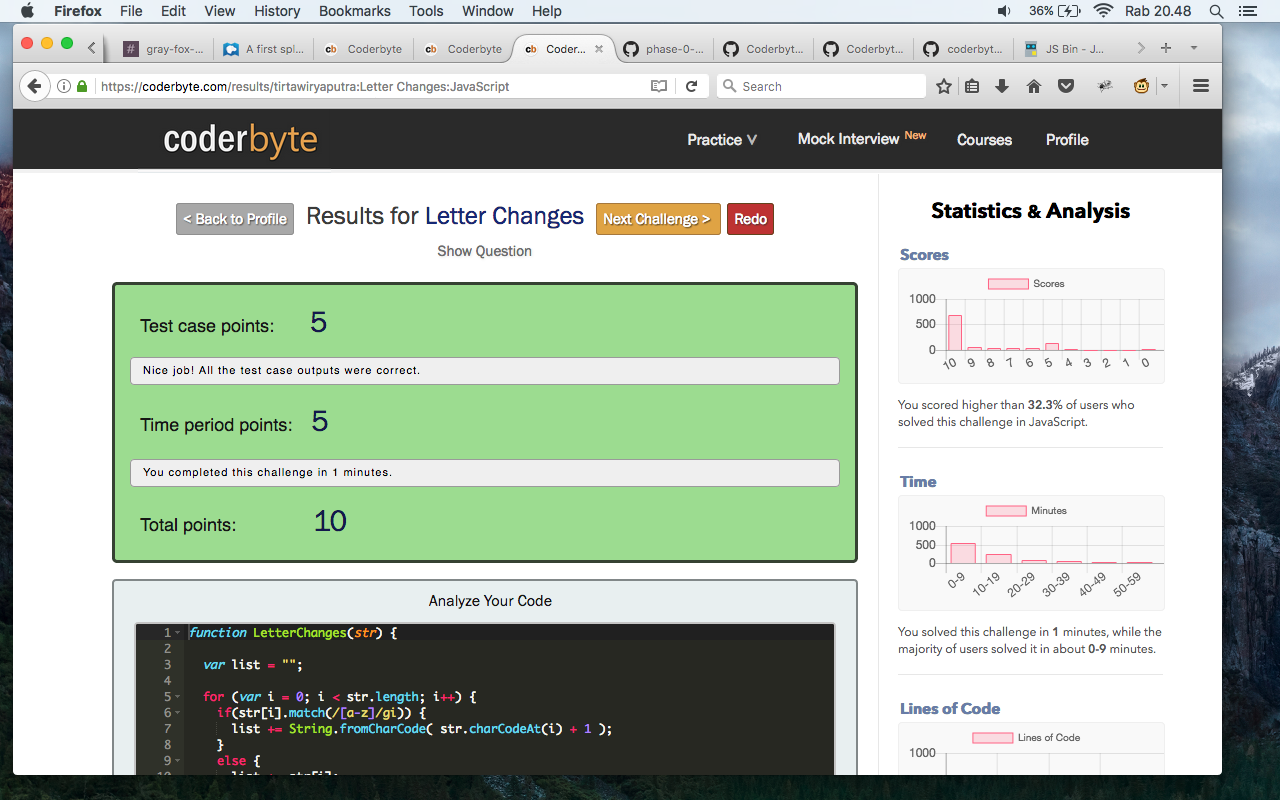 Firefox File Edit View History Bookmarks Tools Window Help 36% Rab 20.48
# gray-fox-... A first spl... cb Coderbyte cb Coderbyte cb Coder... × phase-0-... Coderbyt... Coderbyt... coderbyt... JS Bin - J...
https://coderbyte.com/results/tirtawiryaputra:Letter Changes:JavaScript Search
coderbyte Practice V Mock Interview New Courses Profile
< Back to Profile Results for Letter Changes Next Challenge > Redo
Show Question
Test case points: 5
Nice job! All the test case outputs were correct.
Time period points: 5
You completed this challenge in 1 minutes.
Total points: 10
Analyze Your Code
1 function LetterChanges(str) {
2
3 var list = "";
4
5 for (var i = 0; i < str.length; i++) {
6 if(str[i].match(/[a-z]/gi)) {
7 list += String.fromCharCode( str.charCodeAt(i) + 1 );
8 }
9 else {
10 list += str[i];
Statistics & Analysis
Scores
Scores
1000
500
0
10 9 8 7 6 5 4 3 2 1 0
You scored higher than 32.3% of users who
solved this challenge in JavaScript.
Time
Minutes
1000
500
0
0-9 10-19 20-29 30-39 40-49 50-59
You solved this challenge in 1 minutes, while the
majority of users solved it in about 0-9 minutes.
Lines of Code
Lines of Code
1000